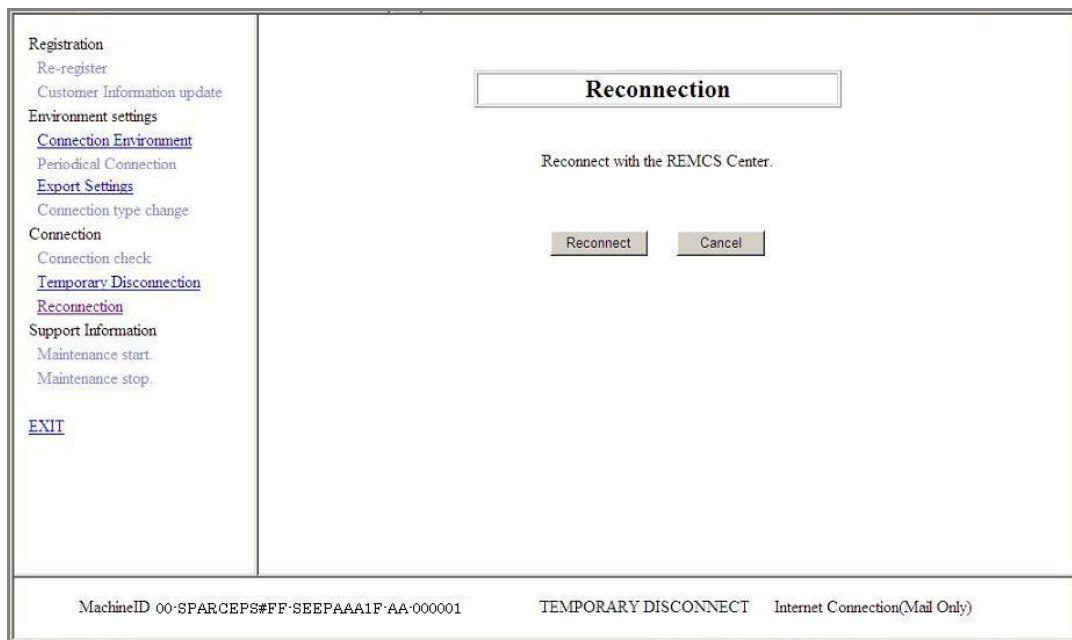 Registration
Re-register
Customer Information update
Environment settings
Connection Environment
Periodical Connection
Export Settings
Connection type change
Connection
Connection check
Temporary Disconnection
Reconnection
Support Information
Maintenance start.
Maintenance stop.
EXIT
Reconnection
Reconnect with the REMCS Center.
Reconnect Cancel
MachineID 00-SPARCEPS#FF-SEEPAAA1F-AA-000001 TEMPORARY DISCONNECT Internet Connection(Mail Only)